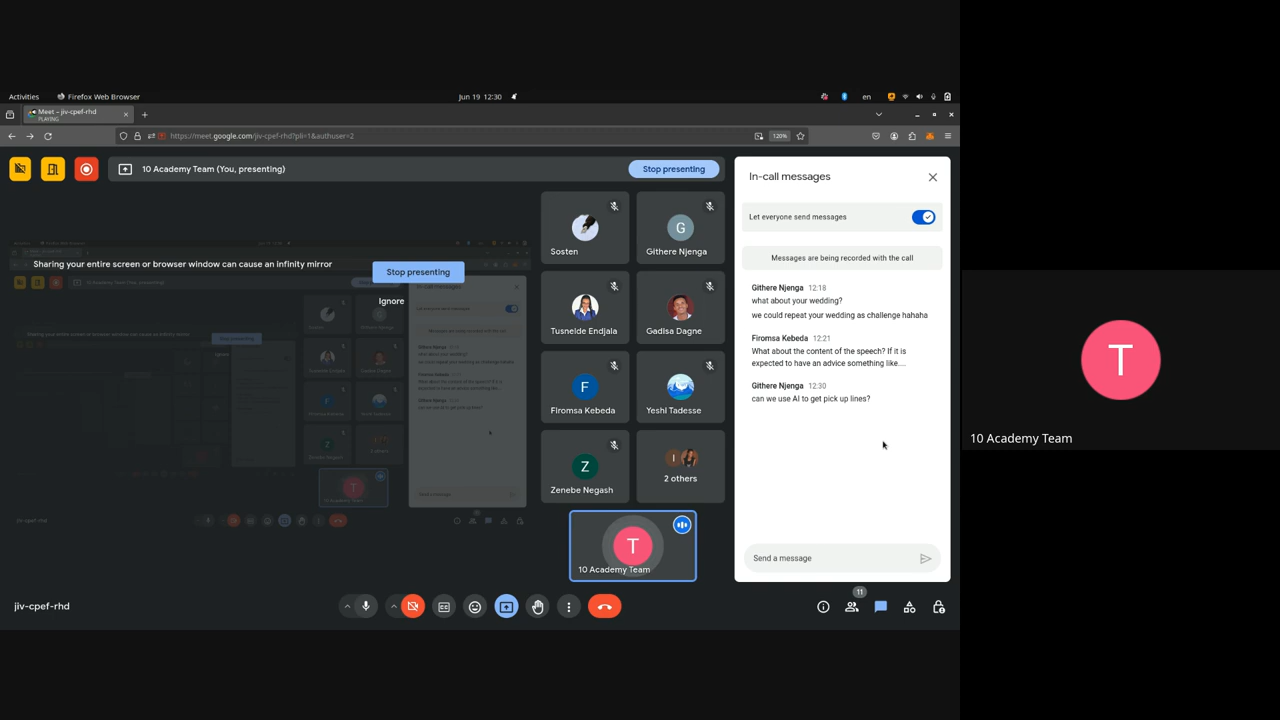 Activities
Firefox Web Browser
Jun 19 12:30
en
Meet – jiv-cpef-rhd
PLAYING
https://meet.google.com/jiv-cpef-rhd?pli=1&authuser=2
120%
10 Academy Team (You, presenting)
Stop presenting
Sharing your entire screen or browser window can cause an infinity mirror
Stop presenting
Ignore
Sosten
G
Githere Njenga
Tusnelde Endjala
Gadisa Dagne
F
Firomsa Kebeda
Yeshi Tadesse
Z
Zenebe Negash
I
2 others
T
10 Academy Team
In-call messages
Let everyone send messages
Messages are being recorded with the call
Githere Njenga 12:18
what about your wedding?
we could repeat your wedding as challenge hahaha
Firomsa Kebeda 12:21
What about the content of the speech? If it is
expected to have an advice something like....
Githere Njenga 12:30
can we use AI to get pick up lines?
Send a message
jiv-cpef-rhd
11
T
10 Academy Team